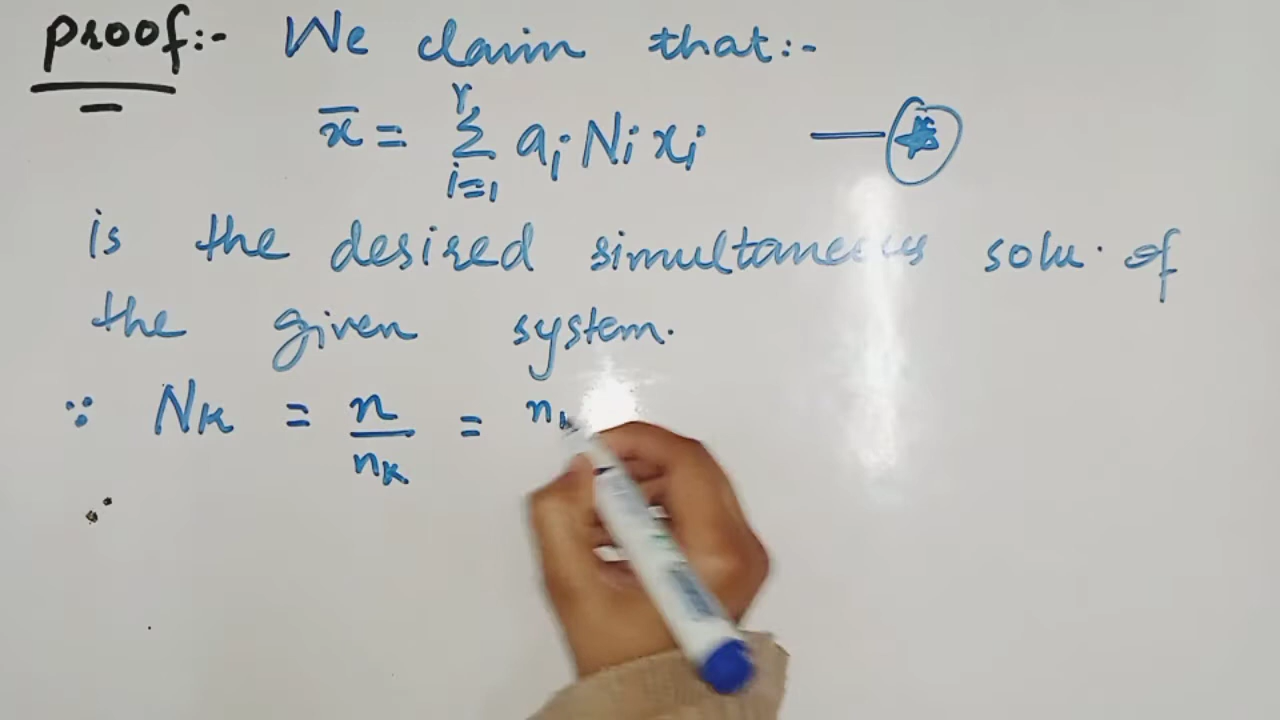 proof:- We claim that:-
x̄ = Σ_{i=1}^{r} a_i N_i x_i —— ⊛
is the desired simultaneous solu. of
the given system.
∵ N_k = n/n_k = n